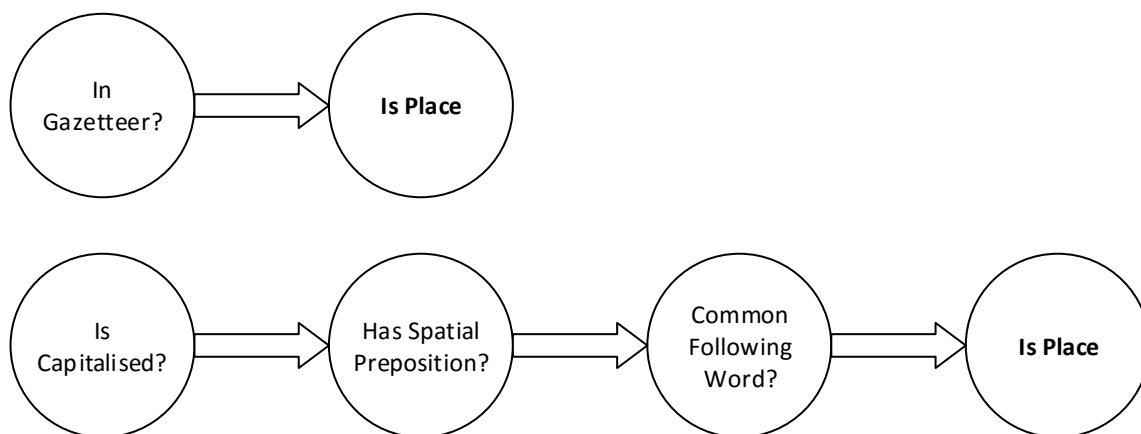 In
Gazetteer?
Is Place
Is
Capitalised?
Has Spatial
Preposition?
Common
Following
Word?
Is Place